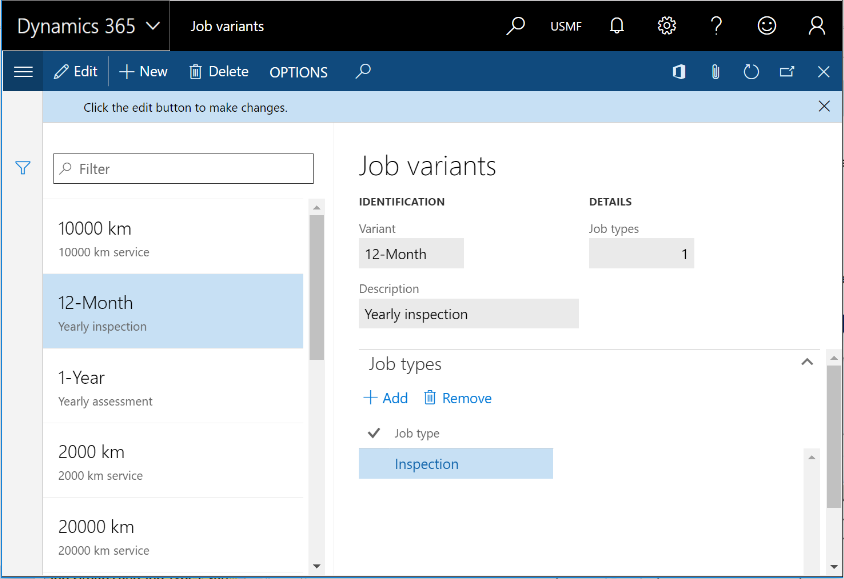 Dynamics 365 Job variants USMF
Edit New Delete OPTIONS
Click the edit button to make changes.
Filter
10000 km
10000 km service
12-Month
Yearly inspection
1-Year
Yearly assessment
2000 km
2000 km service
20000 km
20000 km service
Job variants
IDENTIFICATION DETAILS
Variant Job types
12-Month 1
Description
Yearly inspection
Job types
Add Remove
Job type
Inspection